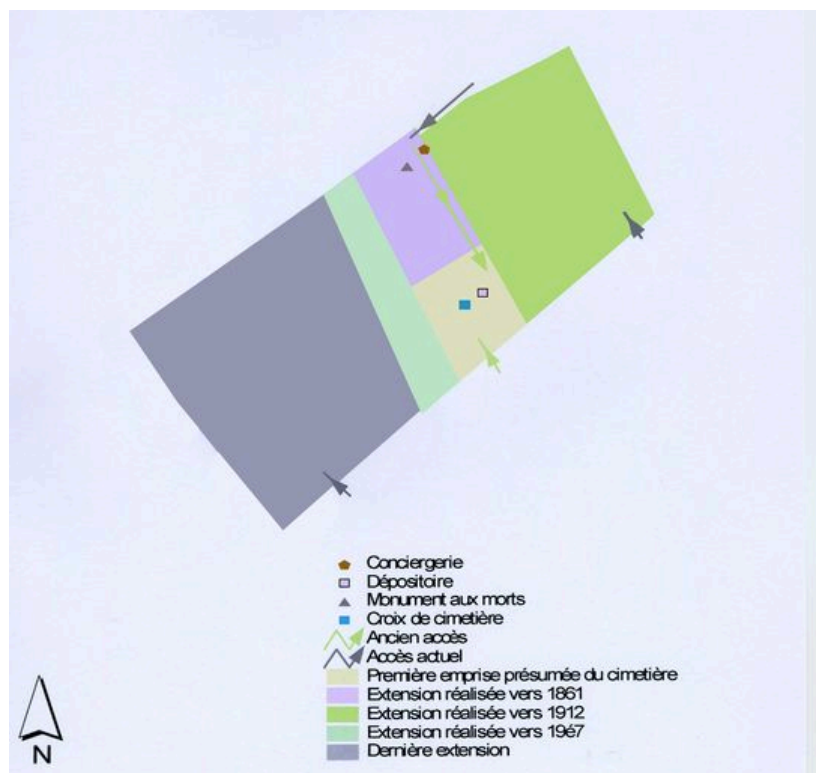 Conciergerie
Dépositoire
Monument aux morts
Croix de cimetière
Ancien accès
Accès actuel
Première emprise présumée du cimetière
Extension réalisée vers 1861
Extension réalisée vers 1912
Extension réalisée vers 19é7
Dernière extension
N